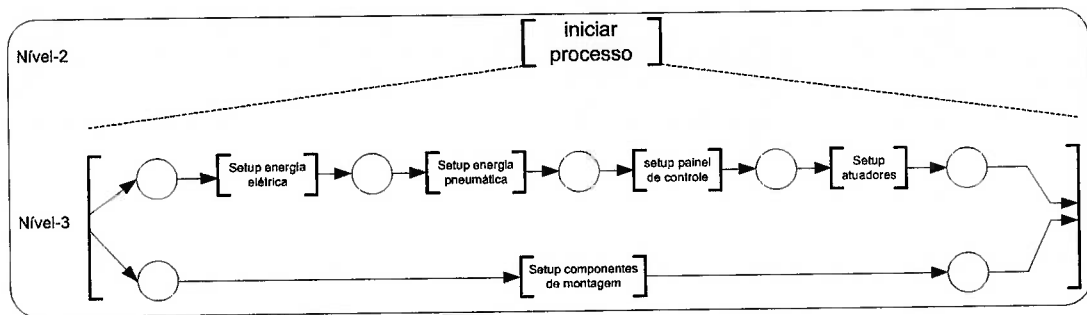 Nível-2
iniciar
processo
Setup energia
elétrica
Setup energia
pneumática
setup painel
de controle
Setup
atuadores
Nível-3
Setup componentes
de montagem